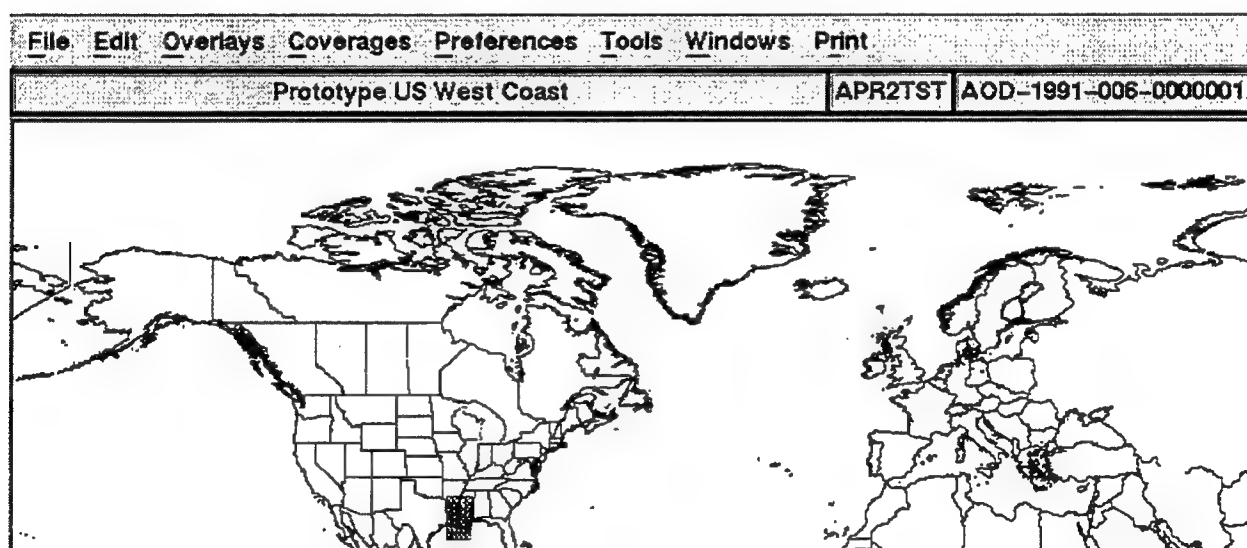 File Edit Overlays Coverages Preferences Tools Windows Print
Prototype US West Coast APR2TST AOD-1991-006-0000001